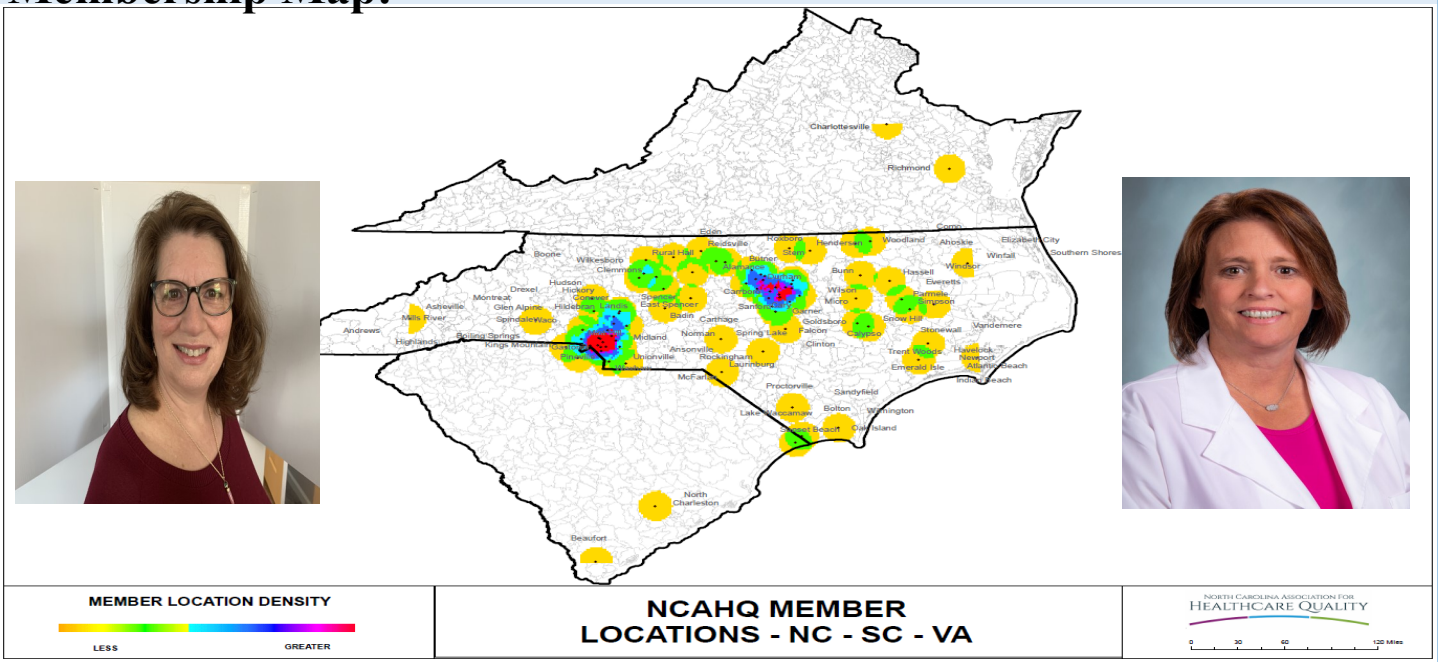 Membership Map:
Charlottesville
Richmond
Como
Eden
Roxboro
Elizabeth City
Reidsville
Henderson
Woodland
Ahoskie
Boone
Rural Hall
Stem
Southern Shores
Wilkesboro
Butner
Winfall
Clemmons
Alamance
Windsor
Bunn
Hassell
Durham
Hudson
Everetts
Drexel
Hickory
Carrboro
Wilson
Parmele
Montreat
Conover
Spencer
Micro
Simpson
Asheville
Glen Alpine
Hildebran
Landis
East Spencer
Garner
Mills River
Spindale
Waco
Badin
Carthage
Goldsboro
Snow Hill
Vandemere
Andrews
Norman
Spring Lake
Falcon
Calypso
Stonewall
Highlands
Boiling Springs
Midland
Clinton
Kings Mountain
Ansonville
Trent Woods
Havelock
Unionville
Rockingham
Newport
Laurinburg
Emerald Isle
Atlantic Beach
McFarlan
Indian Beach
Proctorville
Sandyfield
Lake Waccamaw
Bolton
Wilmington
Sunset Beach
Oak Island
North
Charleston
Beaufort
MEMBER LOCATION DENSITY
LESS
GREATER
NCAHQ MEMBER
LOCATIONS - NC - SC - VA
NORTH CAROLINA ASSOCIATION FOR
HEALTHCARE QUALITY
0 30 60 120 Miles